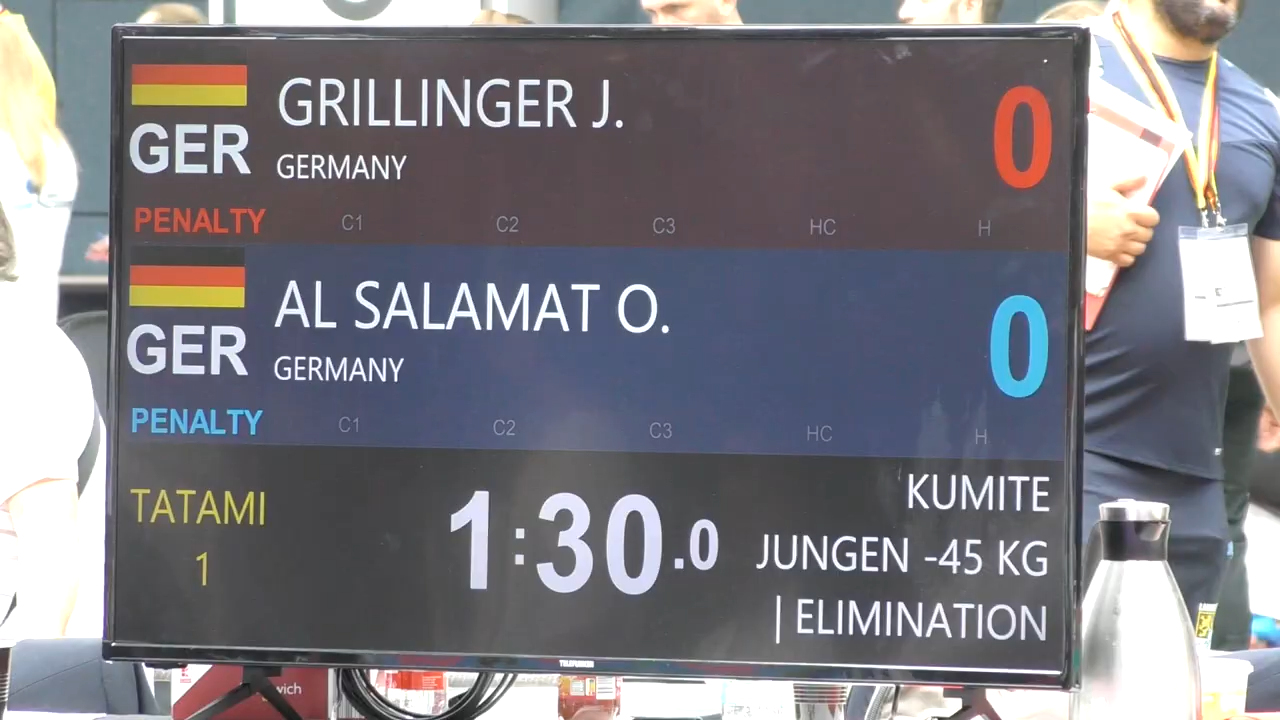 GER
GRILLINGER J.
GERMANY
0
PENALTY
C1 C2 C3 HC H
GER
AL SALAMAT O.
GERMANY
0
PENALTY
C1 C2 C3 HC H
TATAMI
1
1:30.0
KUMITE
JUNGEN -45 KG
| ELIMINATION
TELEFUNKEN